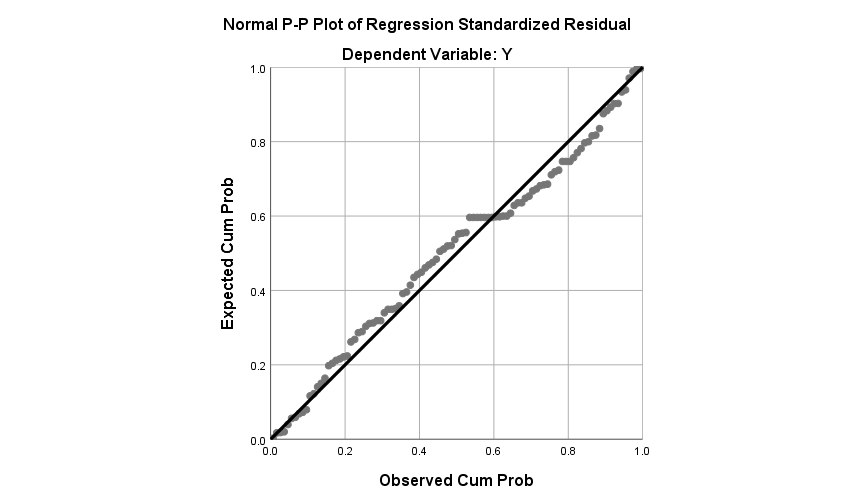 Normal P-P Plot of Regression Standardized Residual
Dependent Variable: Y
1.0
0.8
0.6
0.4
0.2
0.0
Expected Cum Prob
0.0 0.2 0.4 0.6 0.8 1.0
Observed Cum Prob